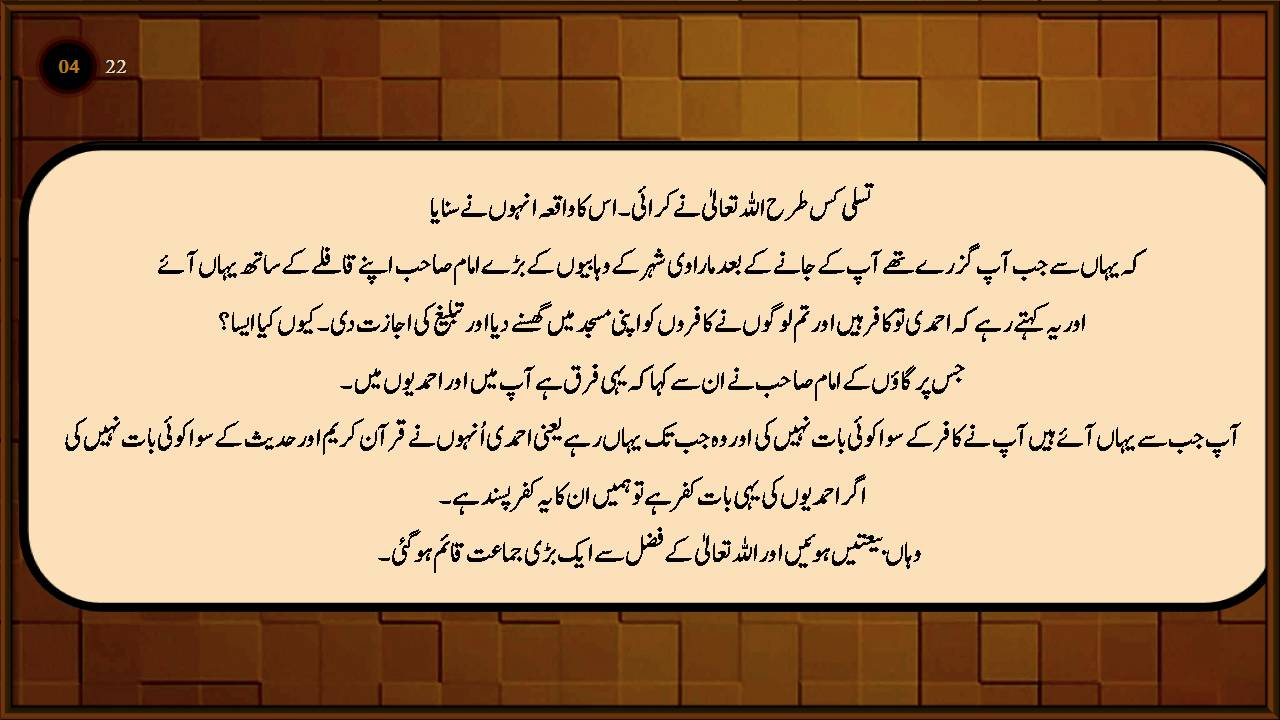 04 22
تسلی کس طرح اللہ تعالیٰ نے کرائی۔ اس کا واقعہ انہوں نے سنایا
کہ یہاں سے جب آپ گزرے تھے آپ کے جانے کے بعد ماراوی شہر کے وہابیوں کے بڑے امام صاحب اپنے قافلے کے ساتھ یہاں آئے
اور یہ کہتے رہے کہ احمدی تو کافر ہیں اور تم لوگوں نے کافروں کو اپنی مسجد میں گھسنے دیا اور تبلیغ کی اجازت دی۔ کیوں کیا ایسا؟
جس پر گاؤں کے امام صاحب نے ان سے کہا کہ یہی فرق ہے آپ میں اور احمدیوں میں۔
آپ جب سے یہاں آئے ہیں آپ نے کافر کے سوا کوئی بات نہیں کی اور وہ جب تک یہاں رہے یعنی احمدی اُنہوں نے قرآن کریم اور حدیث کے سوا کوئی بات نہیں کی
اگر احمدیوں کی یہی بات کفر ہے تو ہمیں ان کا یہ کفر پسند ہے۔
وہاں بیعتیں ہوئیں اور اللہ تعالیٰ کے فضل سے ایک بڑی جماعت قائم ہو گئی۔